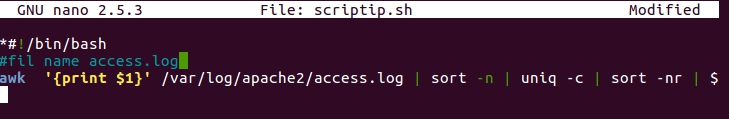 GNU nano 2.5.3 File: scriptip.sh Modified
*#!/bin/bash
#fil name access.log
awk  '{print $1}' /var/log/apache2/access.log | sort -n | uniq -c | sort -nr | $